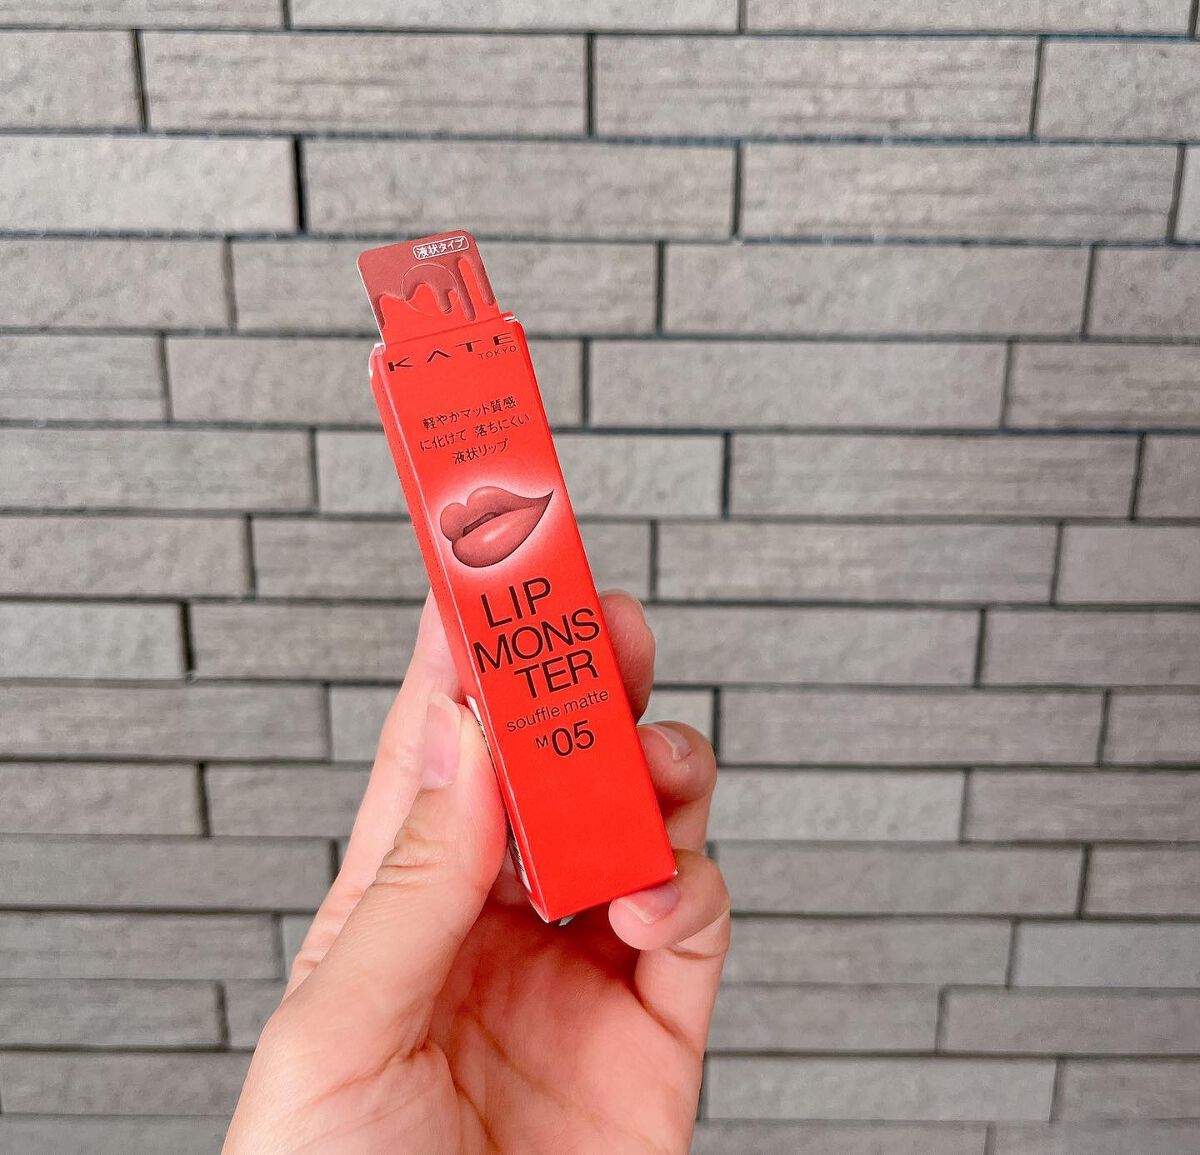 液状タイプ
KATE
TOKYO
軽やかマット質感
に化けて 落ちにくい
液状リップ
LIP
MONS
TER
souffle matte
M05